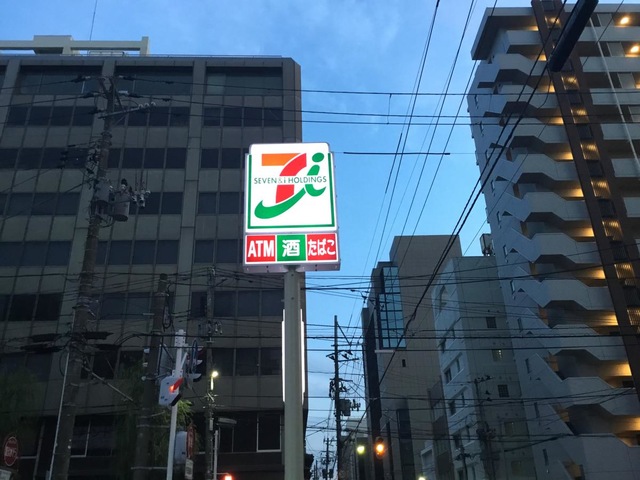 7i
SEVEN & i HOLDINGS
ATM 酒 たばこ